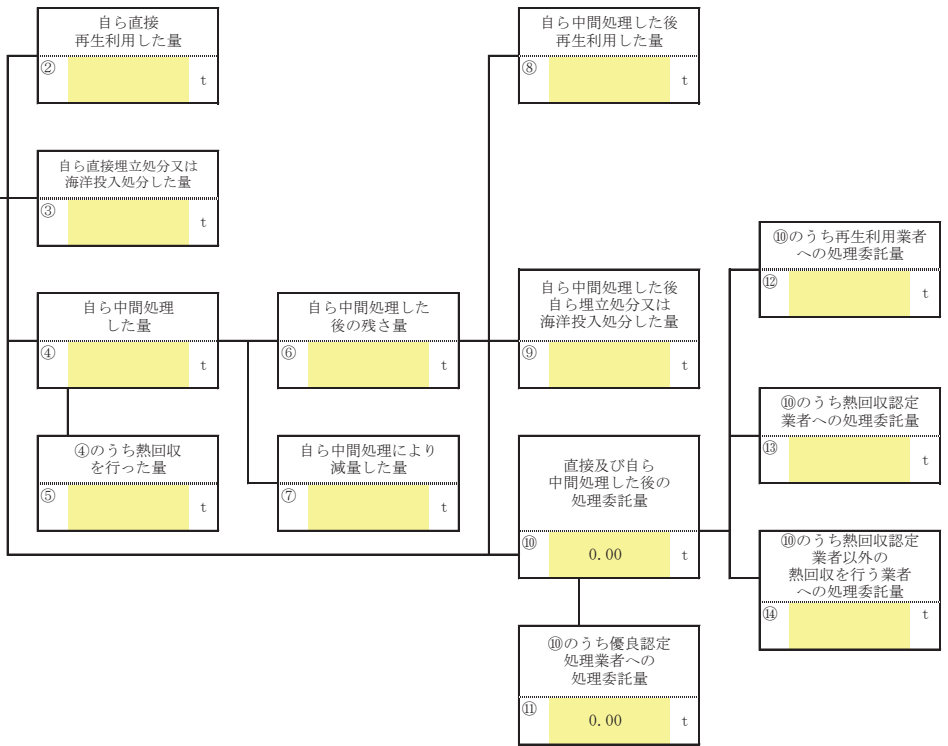 自ら直接
再生利用した量
②
t
自ら直接埋立処分又は
海洋投入処分した量
③
t
自ら中間処理
した量
④
t
④のうち熱回収
を行った量
⑤
t
自ら中間処理した
後の残さ量
⑥
t
自ら中間処理により
減量した量
⑦
t
自ら中間処理した後
再生利用した量
⑧
t
自ら中間処理した後
自ら埋立処分又は
海洋投入処分した量
⑨
t
直接及び自ら
中間処理した後の
処理委託量
⑩ 0.00 t
⑩のうち優良認定
処理業者への
処理委託量
⑪ 0.00 t
⑩のうち再生利用業者
への処理委託量
⑫
t
⑩のうち熱回収認定
業者への処理委託量
⑬
t
⑩のうち熱回収認定
業者以外の
熱回収を行う業者
への処理委託量
⑭
t